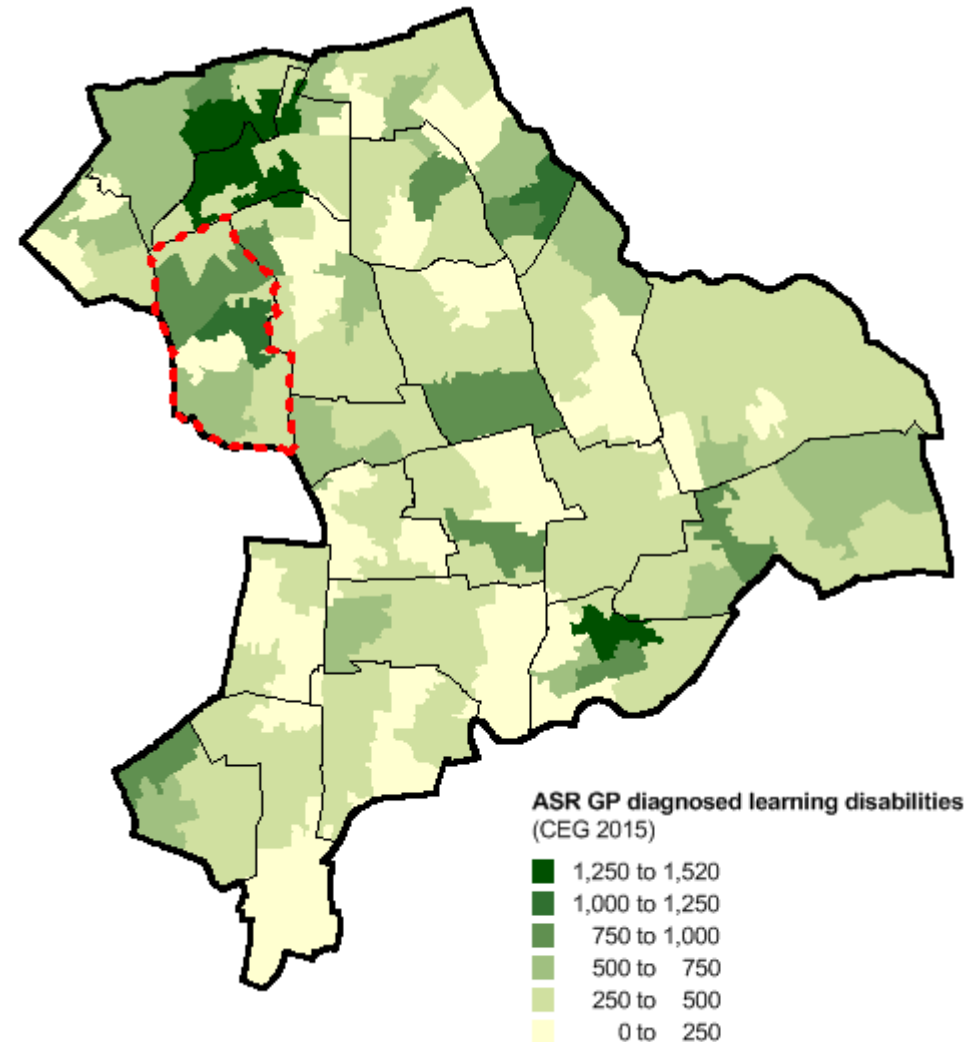 ASR GP diagnosed learning disabilities
(CEG 2015)
1,250 to 1,520
1,000 to 1,250
750 to 1,000
500 to 750
250 to 500
0 to 250